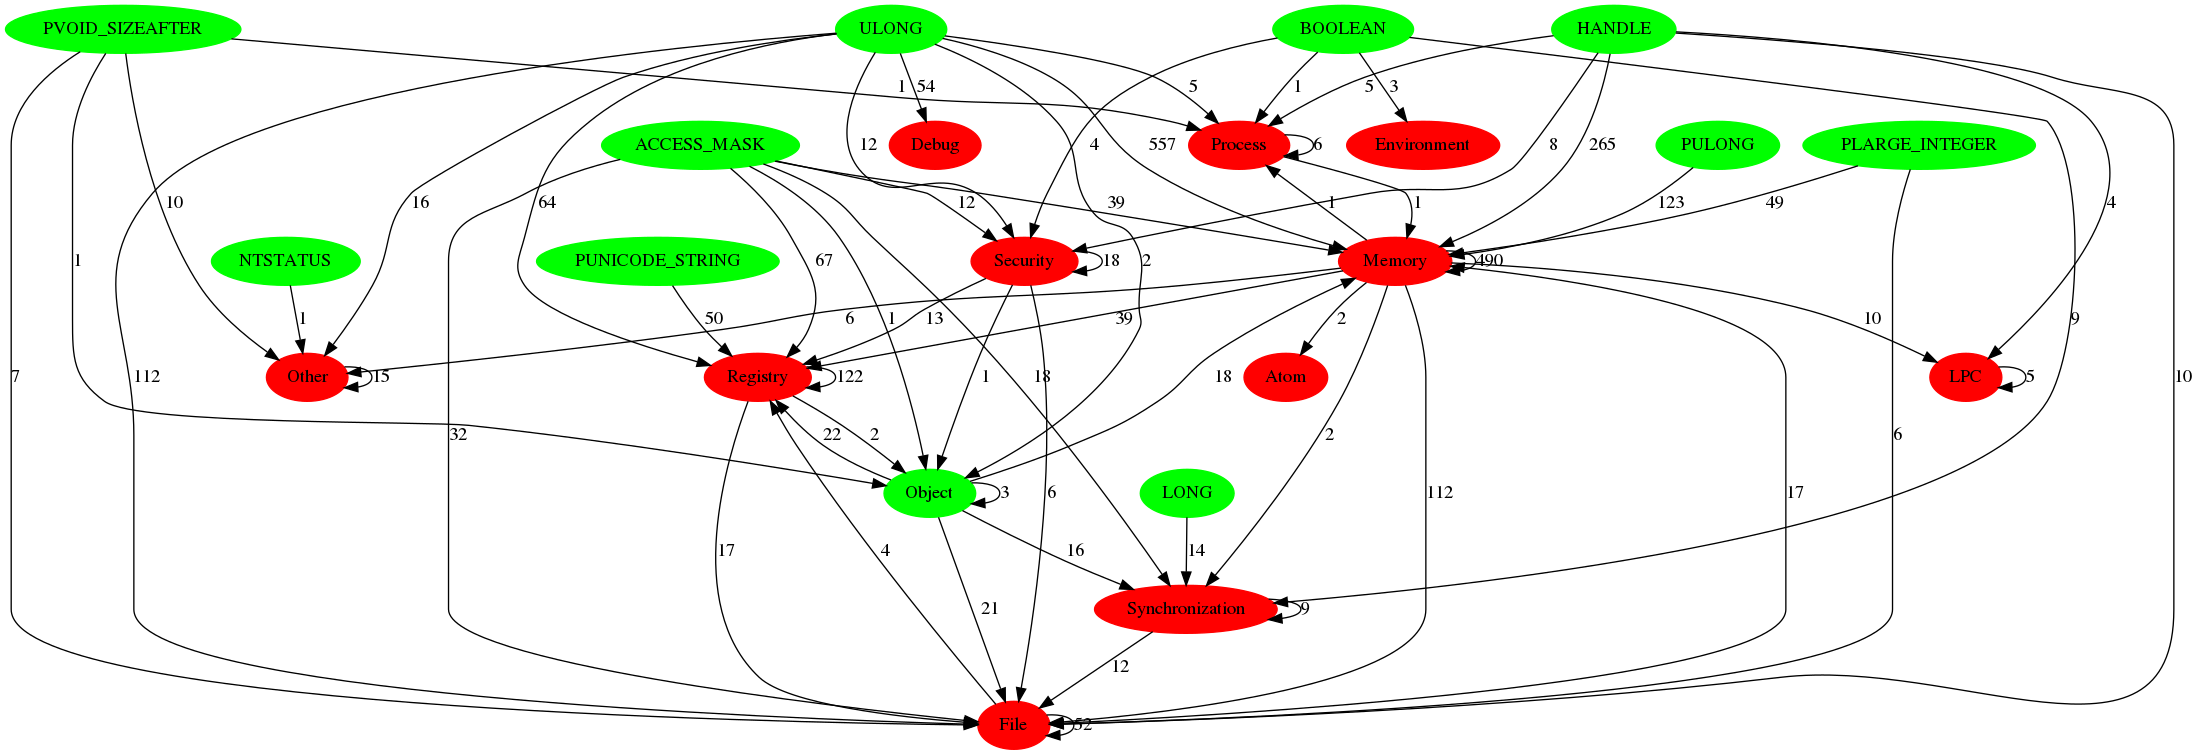 PVOID_SIZEAFTER
ULONG
BOOLEAN
HANDLE
1
54
5
1
3
5
ACCESS_MASK
12
Debug
4
557
Process
6
Environment
8
265
PULONG
PLARGE_INTEGER
10
16
64
12
39
1
1
123
49
4
1
NTSTATUS
PUNICODE_STRING
67
Security
18
2
Memory
490
1
50
1
13
6
39
2
10
9
7
112
Other
15
Registry
122
1
18
Atom
18
LPC
5
17
10
32
22
2
2
6
Object
3
6
LONG
112
17
4
16
14
21
Synchronization
9
12
File
52